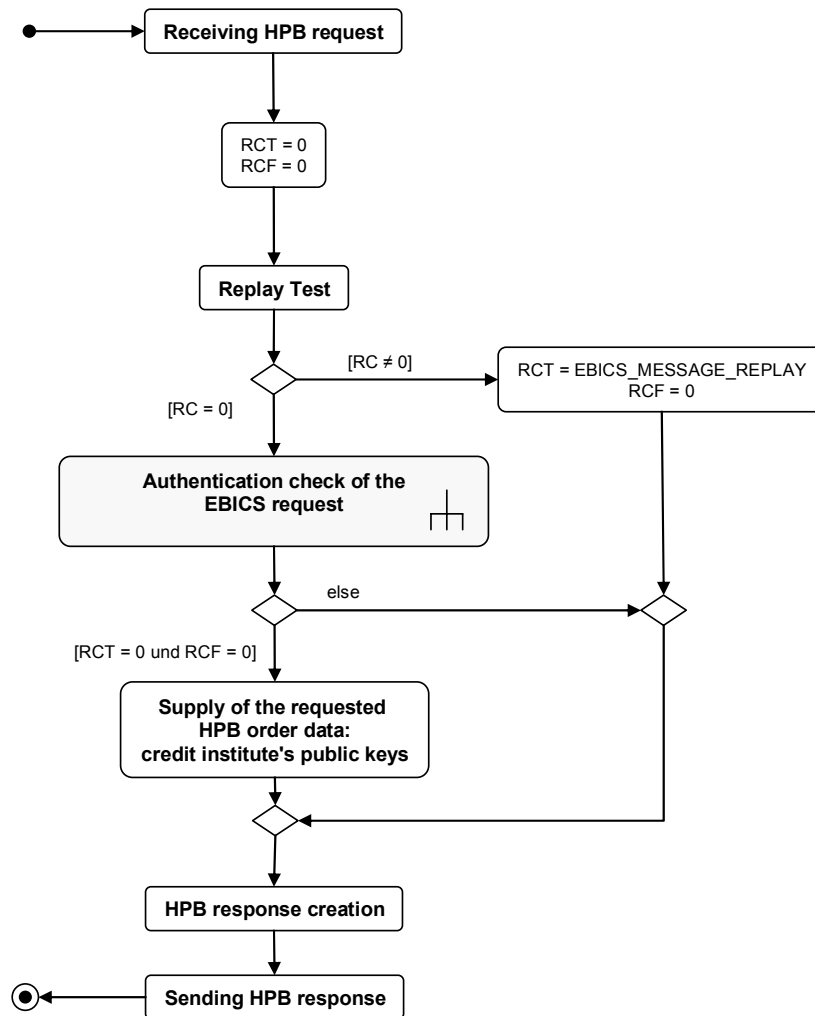 Receiving HPB request
RCT = 0
RCF = 0
Replay Test
[RC ≠ 0]
RCT = EBICS_MESSAGE_REPLAY
RCF = 0
[RC = 0]
Authentication check of the
EBICS request
else
[RCT = 0 und RCF = 0]
Supply of the requested
HPB order data:
credit institute's public keys
HPB response creation
Sending HPB response